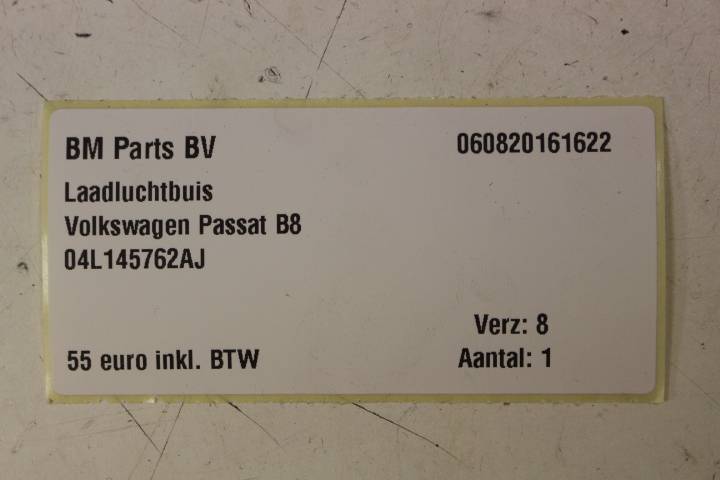 BM Parts BV 060820161622
Laadluchtbuis
Volkswagen Passat B8
04L145762AJ
Verz: 8
55 euro inkl. BTW Aantal: 1